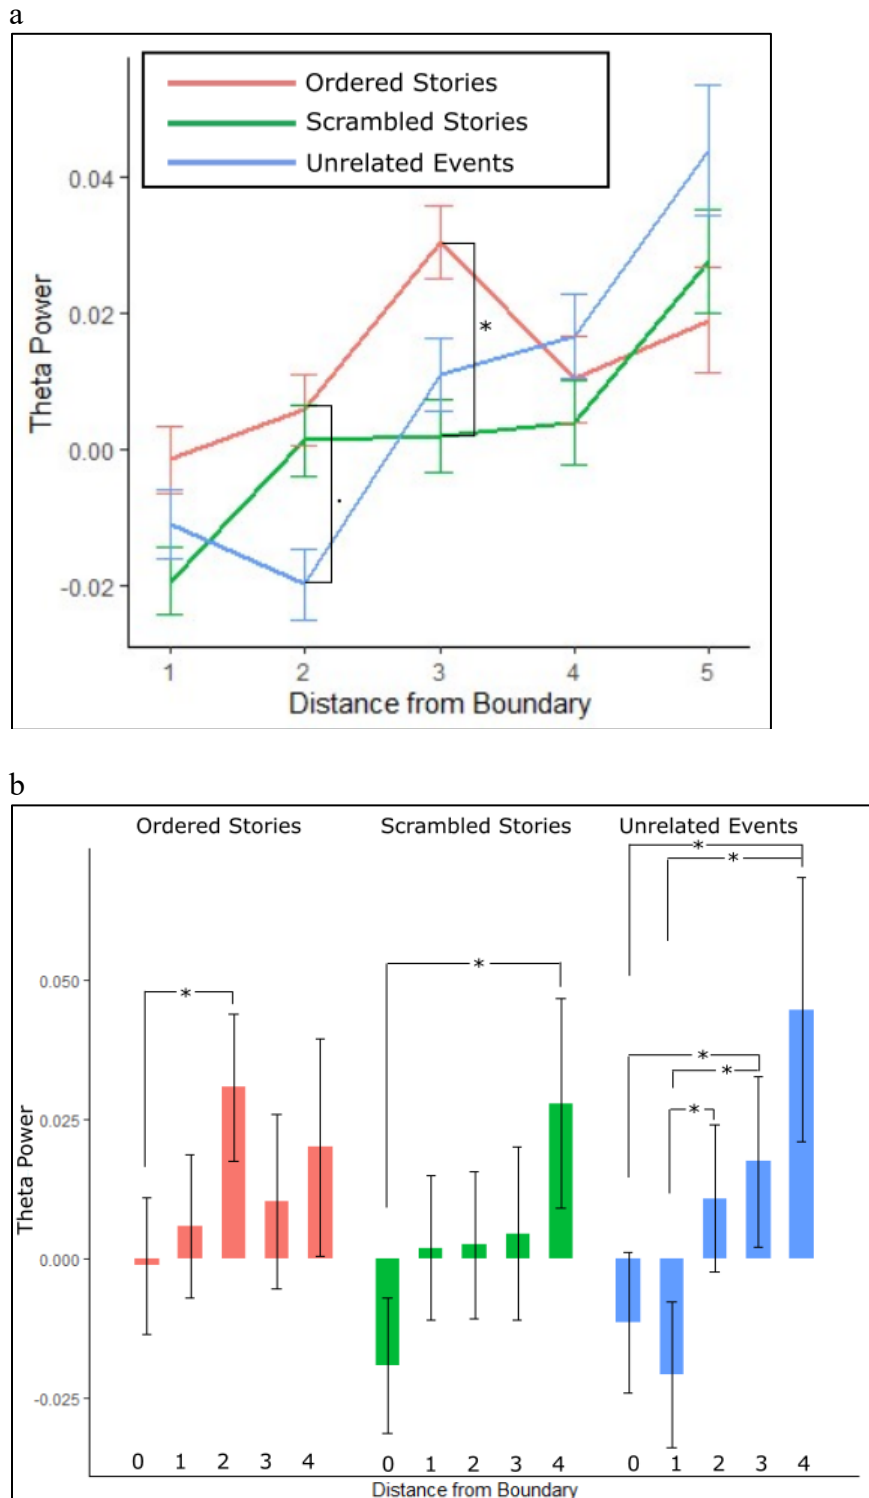 a
Ordered Stories
Scrambled Stories
Unrelated Events
0.04
0.02
0.00
-0.02
Theta Power
*
.
1 2 3 4 5
Distance from Boundary
b
Ordered Stories Scrambled Stories Unrelated Events
* *
*
*
*
*
*
0.050
0.025
0.000
-0.025
Theta Power
0 1 2 3 4 0 1 2 3 4 0 1 2 3 4
Distance from Boundary